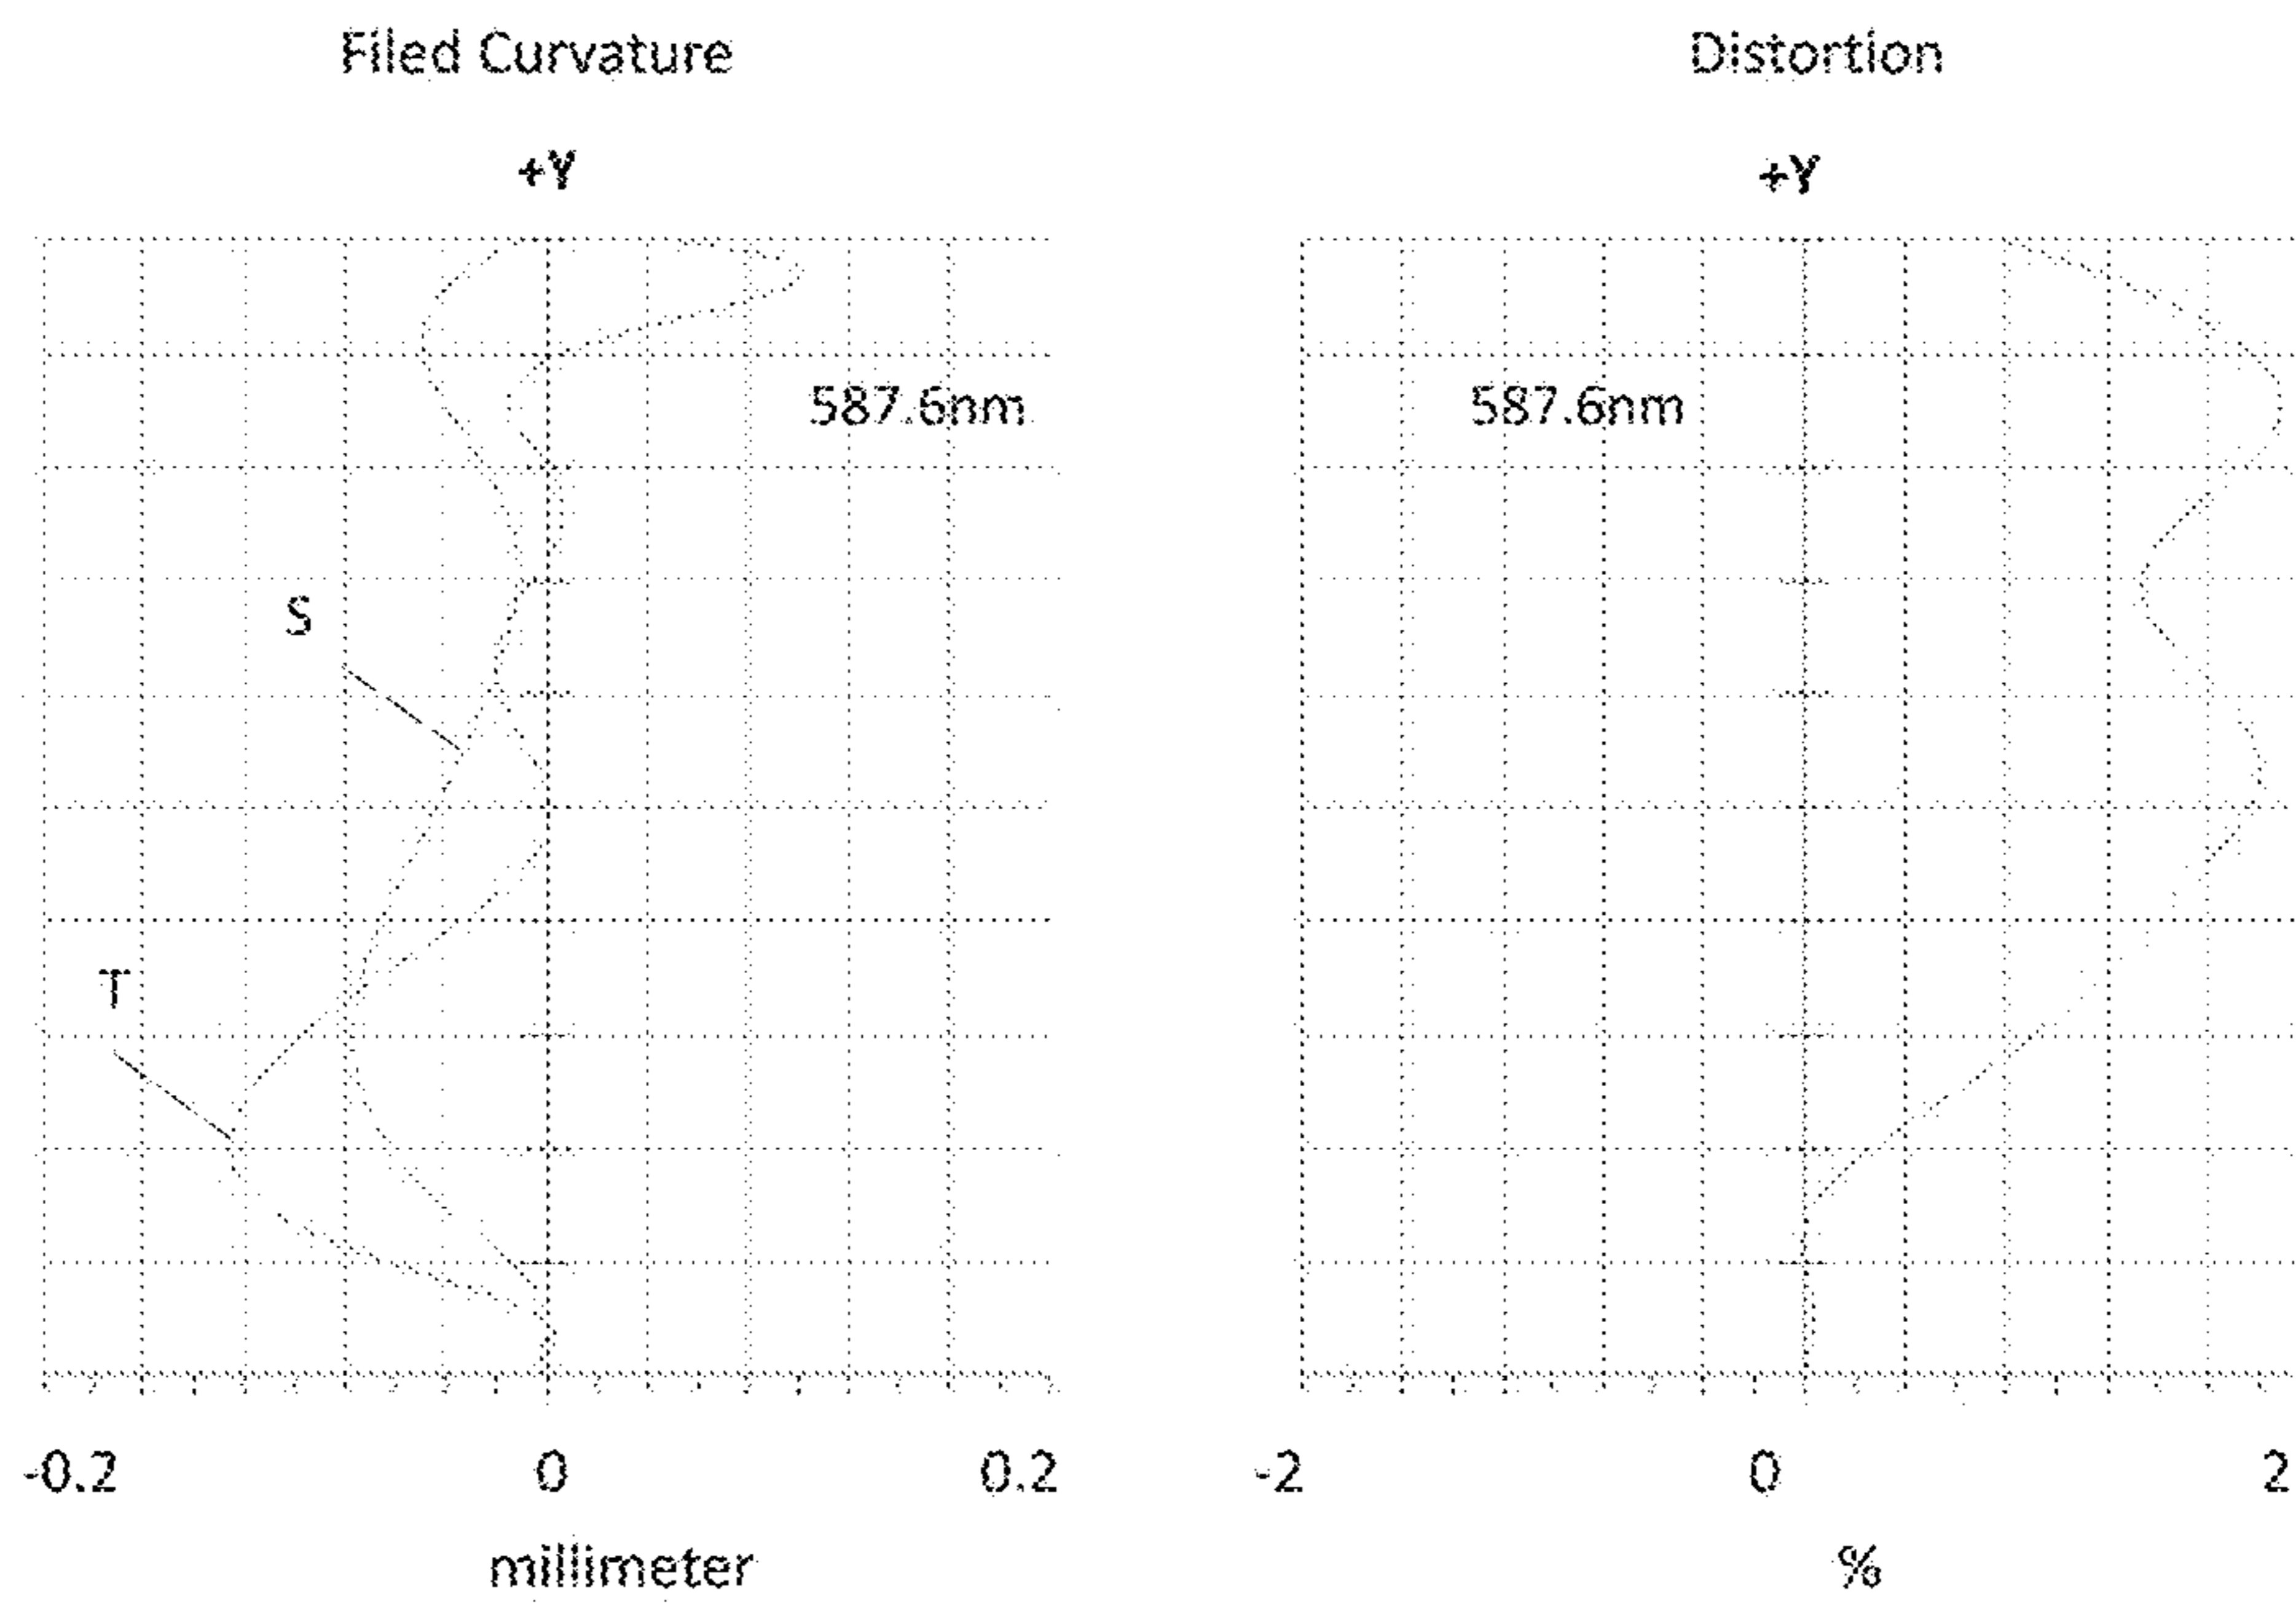 Filed Curvature
+Y
587.6nm
S
T
-0.2 0 0.2
millimeter
Distortion
+Y
587.6nm
-2 0 2
%